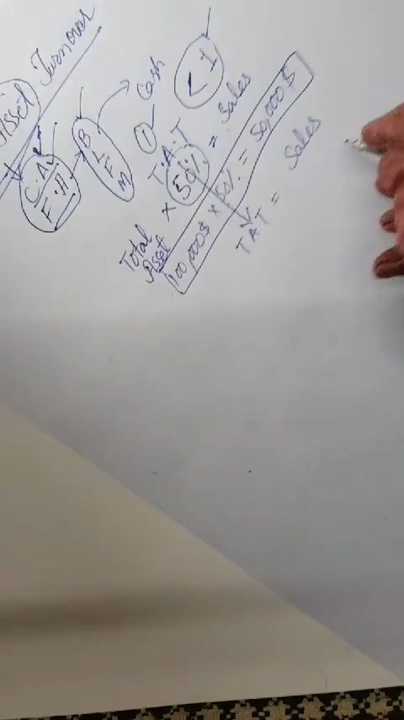 Asset Turnover
C.A
F.A
B
L
F
M
Cash
①
< 1
T.A.T
Total Asset × 50% = Sales
100,000$ × 50% = 50,000$
TAT = Sales